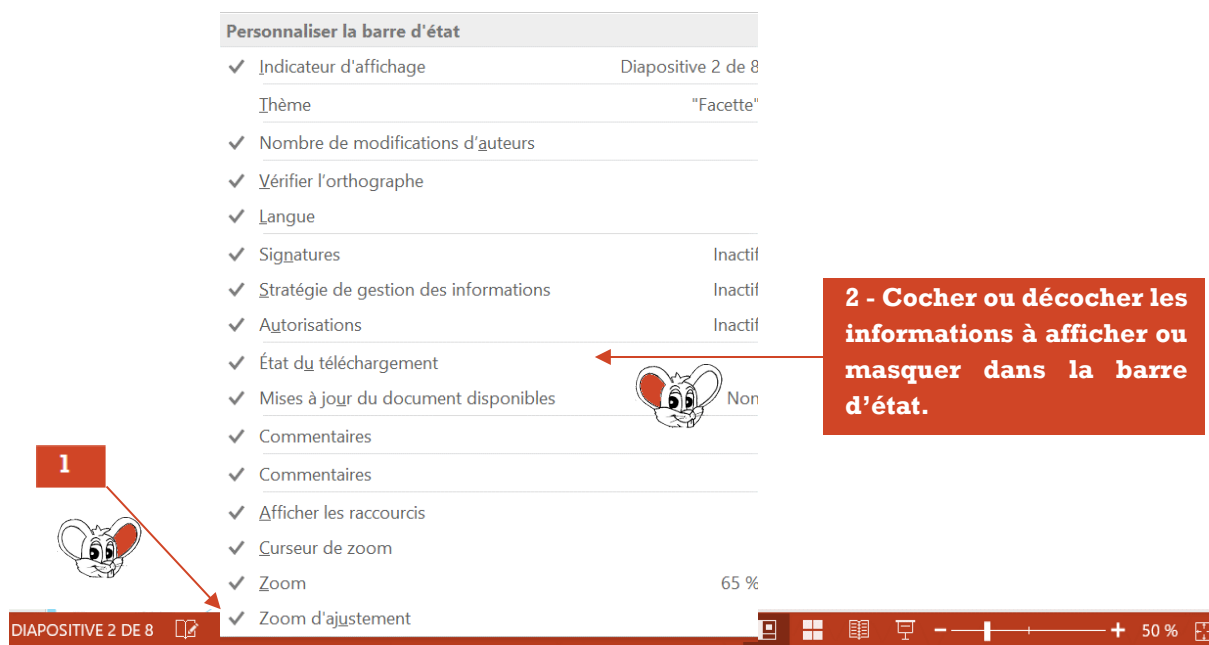 Personnaliser la barre d'état
Indicateur d'affichage Diapositive 2 de 8
Thème "Facette"
Nombre de modifications d'auteurs
Vérifier l'orthographe
Langue
Signatures Inactif
Stratégie de gestion des informations Inactif
Autorisations Inactif
État du téléchargement
Mises à jour du document disponibles Non
Commentaires
Commentaires
Afficher les raccourcis
Curseur de zoom
Zoom 65 %
Zoom d'ajustement
2 - Cocher ou décocher les
informations à afficher ou
masquer dans la barre
d’état.
1
DIAPOSITIVE 2 DE 8 50 %